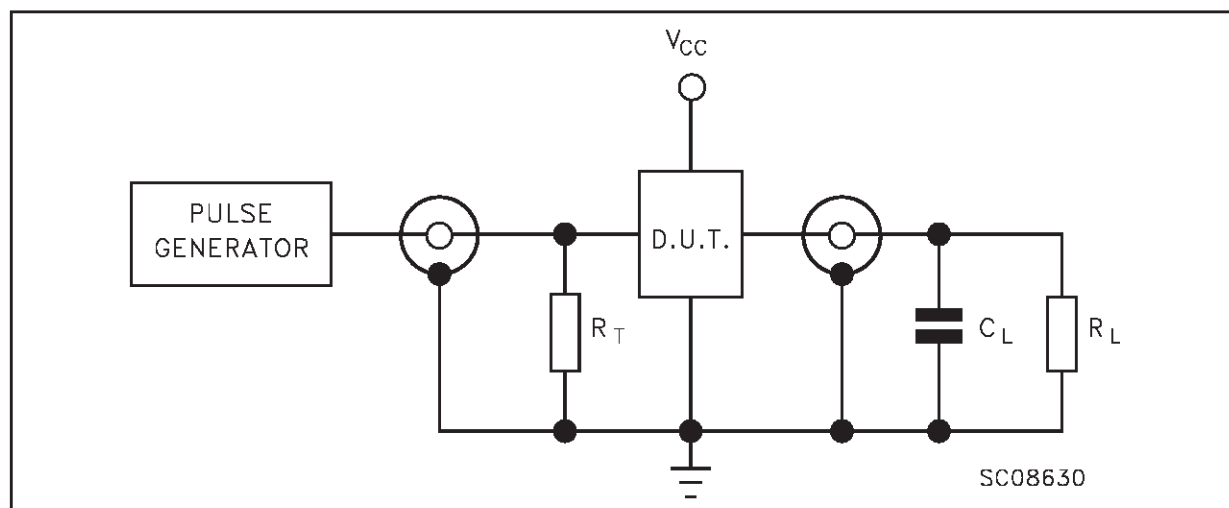 VCC
PULSE
GENERATOR
D.U.T.
RT
CL
RL
SC08630